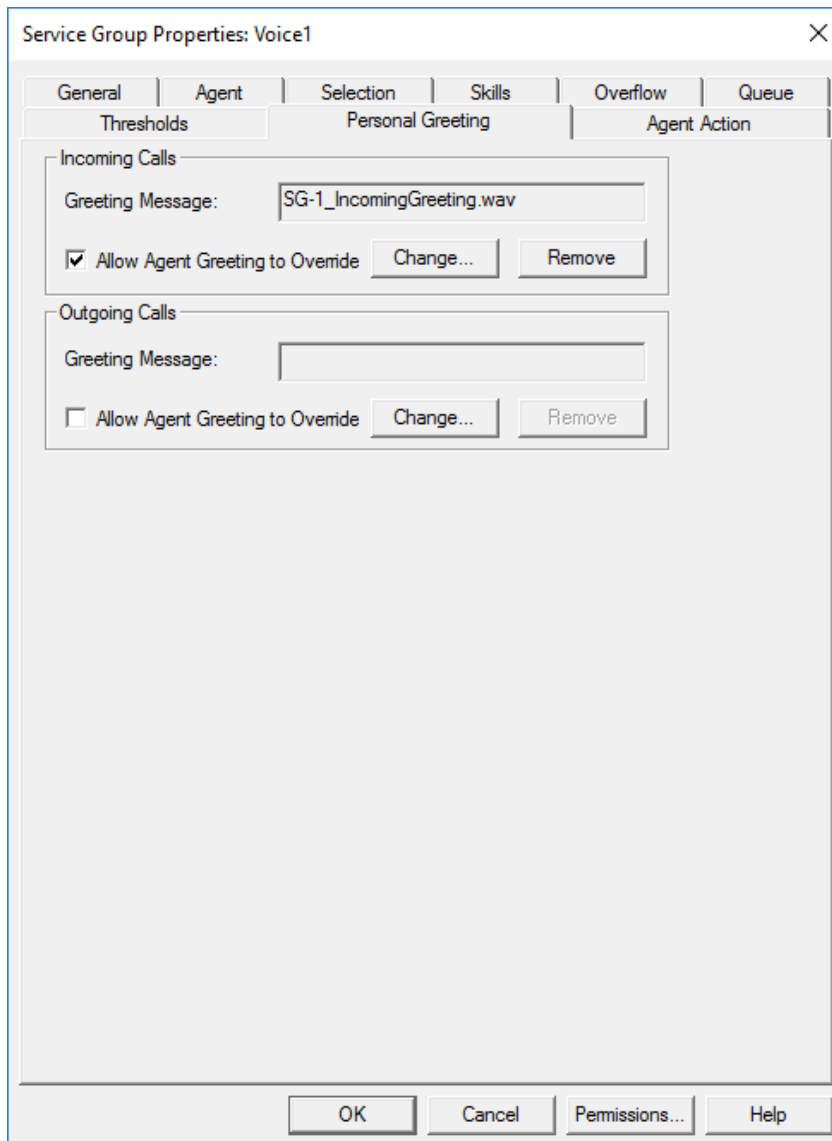 Service Group Properties: Voice1
General Agent Selection Skills Overflow Queue
Thresholds Personal Greeting Agent Action
Incoming Calls
Greeting Message: SG-1_IncomingGreeting.wav
Allow Agent Greeting to Override Change... Remove
Outgoing Calls
Greeting Message:
Allow Agent Greeting to Override Change... Remove
OK Cancel Permissions... Help